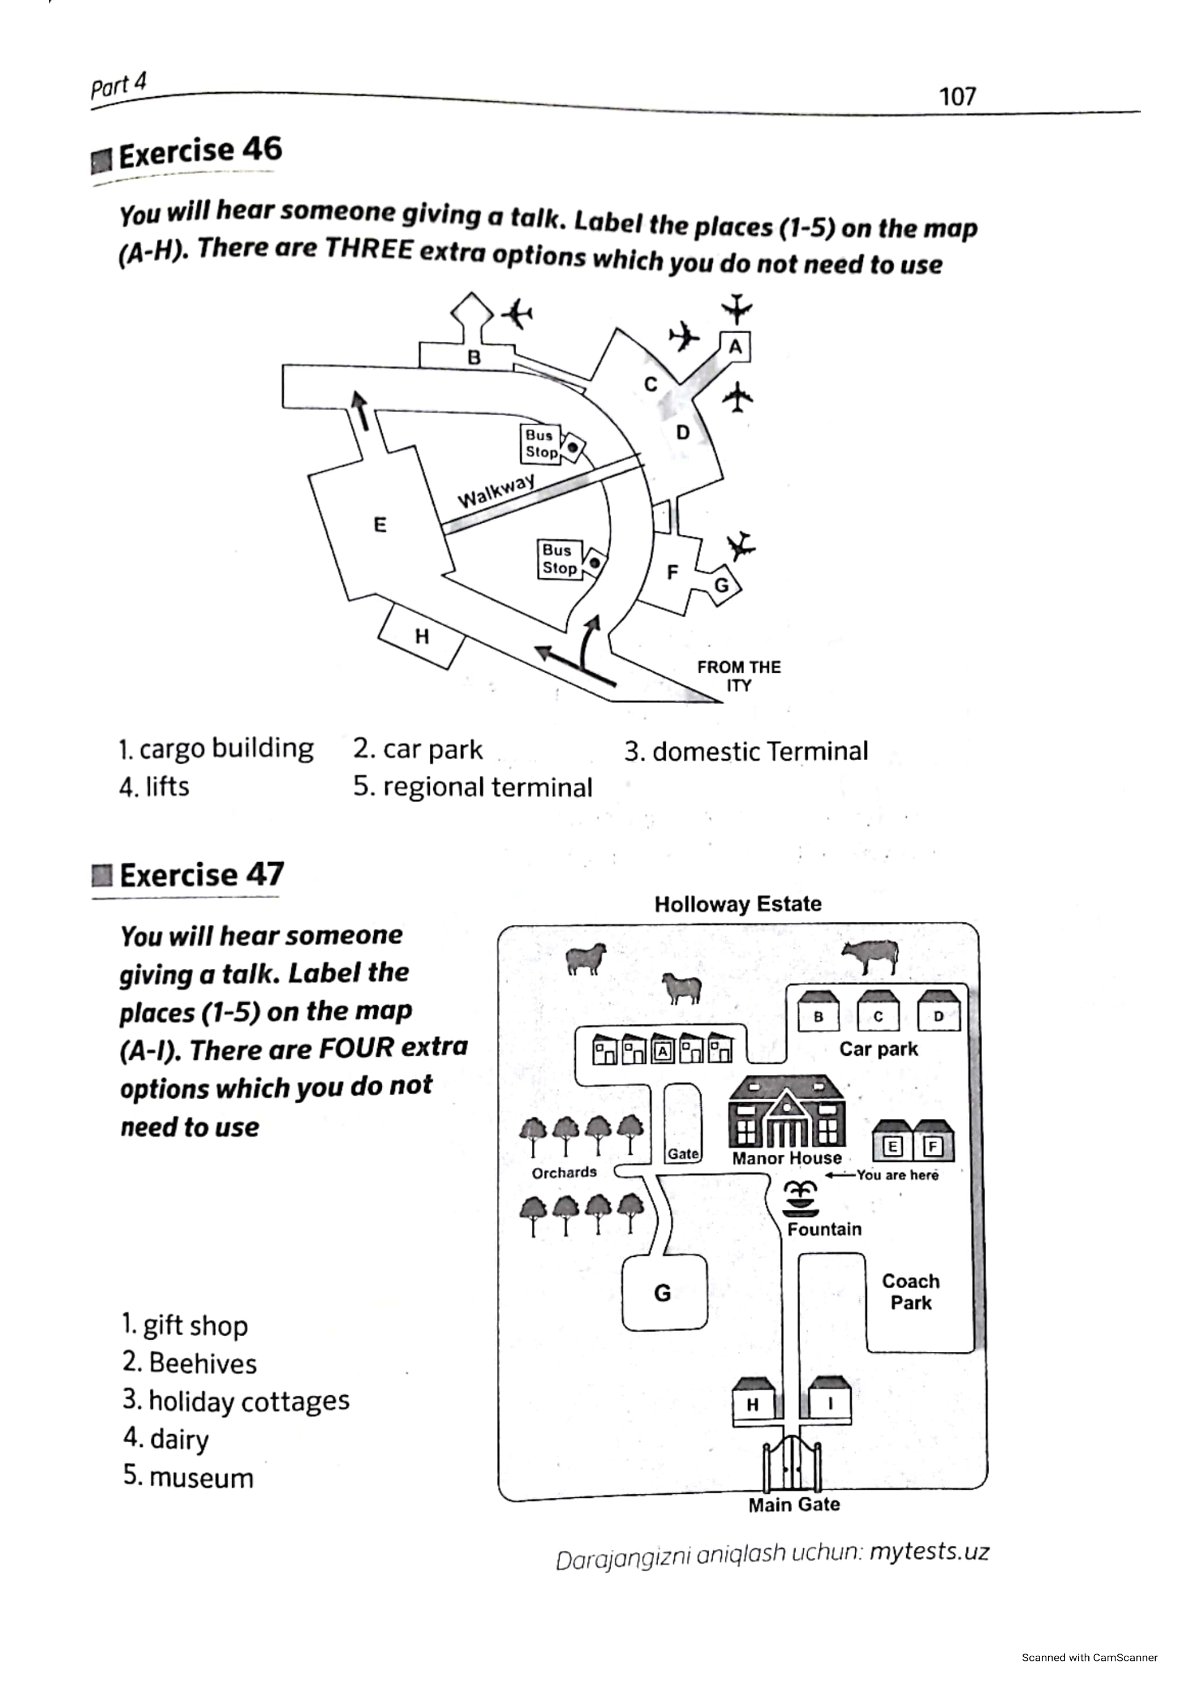 Part 4
107
Exercise 46
You will hear someone giving a talk. Label the places (1-5) on the map
(A-H). There are THREE extra options which you do not need to use
A
B
C
D
Bus
Stop
Walkway
E
Bus
Stop
F
G
H
FROM THE
ITY
1. cargo building 2. car park 3. domestic Terminal
4. lifts 5. regional terminal
Exercise 47
You will hear someone
giving a talk. Label the
places (1-5) on the map
(A-I). There are FOUR extra
options which you do not
need to use
1. gift shop
2. Beehives
3. holiday cottages
4. dairy
5. museum
Holloway Estate
B C D
Car park
A
E F
Gate
Manor House
Orchards
You are here
Fountain
G
Coach
Park
H I
Main Gate
Darajangizni aniqlash uchun: mytests.uz
Scanned with CamScanner